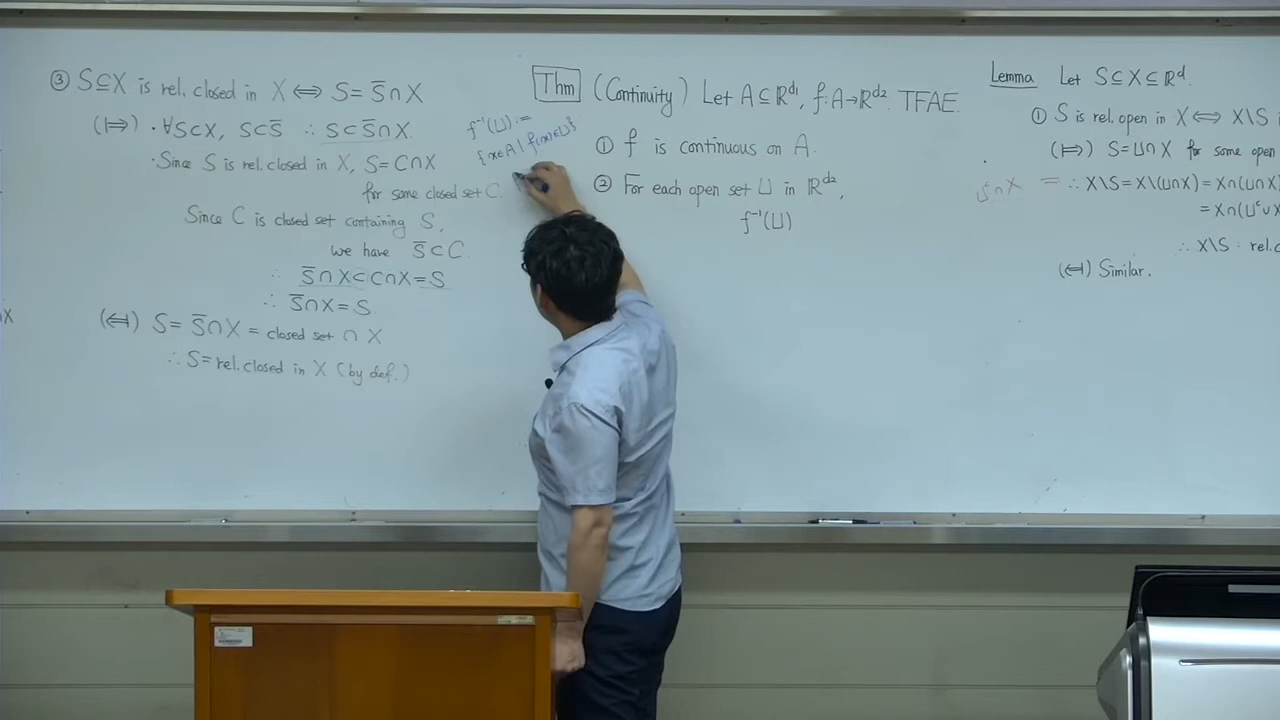 ③ S⊆X is rel. closed in X ⟺ S = S̅∩X
(⇒) · ∀S⊂X, S⊂S̅ ∴ S⊂S̅∩X.
· Since S is rel. closed in X, S=C∩X
for some closed set C.
Since C is closed set containing S,
we have S̅⊂C.
∴ S̅∩X⊂C∩X=S
∴ S̅∩X=S
(⇐) S= S̅∩X = closed set ∩ X
∴ S=rel. closed in X (by def.)
∩X
f⁻¹(U) :=
{x∈A | f(x)∈U}
Thm (Continuity) Let A⊆ℝ^d1, f:A→ℝ^d2. TFAE.
① f is continuous on A.
② For each open set U in ℝ^d2,
f⁻¹(U)
Lemma Let S⊆X⊆ℝ^d.
① S is rel. open in X ⟺ X\S
(⇒) S=U∩X for some open
∴ X\S = X\(U∩X) = X∩(U∩X
= X∩(U^c∪X
∴ X\S : rel. c
(⇐) Similar.